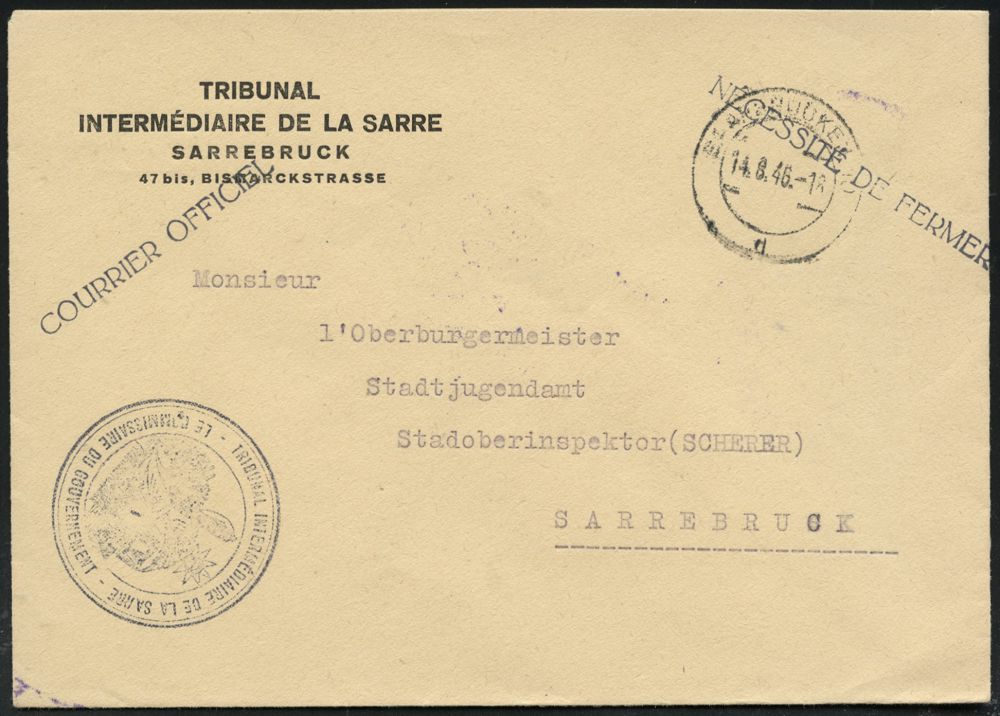 TRIBUNAL
INTERMÉDIAIRE DE LA SARRE
SARREBRUCK
47 bis, BISMARCKSTRASSE
COURRIER OFFICIEL
NÉCESSITÉ DE FERMER
14.8.46.-18
d
Monsieur
l'Oberburgermeister
Stadtjugendamt
Stadoberinspektor(SCHERER)
SARREBRUCK
TRIBUNAL INTERMÉDIAIRE DE LA SARRE - LE COMMISSAIRE DU GOUVERNEMENT -